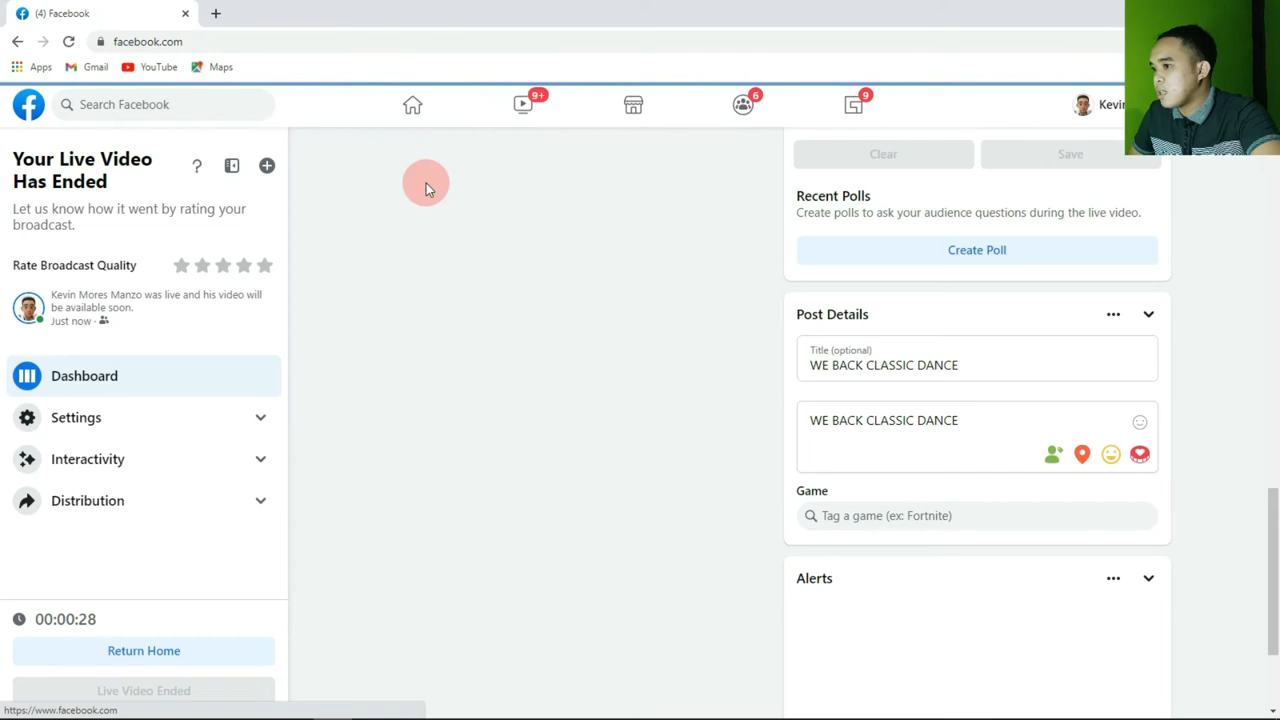 (4) Facebook
facebook.com
Apps
Gmail
YouTube
Maps
Search Facebook
9+
6
9
Your Live Video
Has Ended
Let us know how it went by rating your
broadcast.
Rate Broadcast Quality
Kevin Mores Manzo was live and his video will
be available soon.
Just now ·
Dashboard
Settings
Interactivity
Distribution
00:00:28
Return Home
Live Video Ended
https://www.facebook.com
Clear
Save
Recent Polls
Create polls to ask your audience questions during the live video.
Create Poll
Post Details
Title (optional)
WE BACK CLASSIC DANCE
WE BACK CLASSIC DANCE
Game
Tag a game (ex: Fortnite)
Alerts